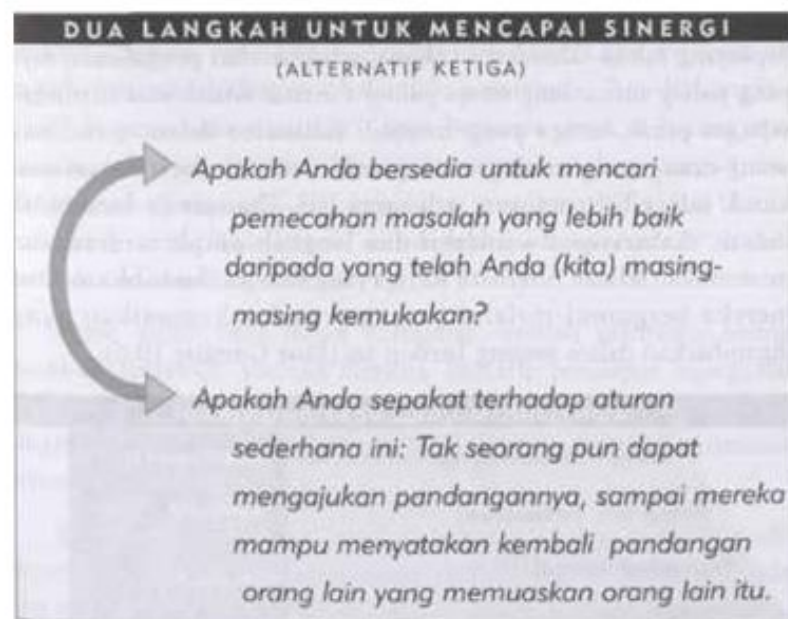 DUA LANGKAH UNTUK MENCAPAI SINERGI
(ALTERNATIF KETIGA)
Apakah Anda bersedia untuk mencari
pemecahan masalah yang lebih baik
daripada yang telah Anda (kita) masing-
masing kemukakan?
Apakah Anda sepakat terhadap aturan
sederhana ini: Tak seorang pun dapat
mengajukan pandangannya, sampai mereka
mampu menyatakan kembali pandangan
orang lain yang memuaskan orang lain itu.